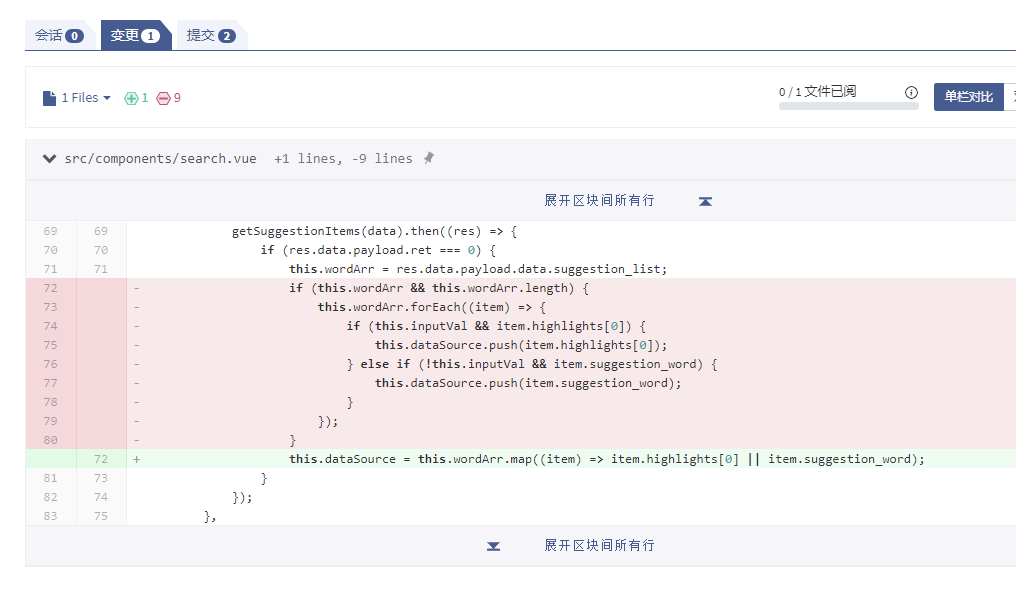 会话 0 变更 1 提交 2
1 Files 1 9 0 / 1 文件已阅 单栏对比
src/components/search.vue +1 lines, -9 lines
展开区块间所有行
69 69 getSuggestionItems(data).then((res) => {
70 70 if (res.data.payload.ret === 0) {
71 71 this.wordArr = res.data.payload.data.suggestion_list;
72 - if (this.wordArr && this.wordArr.length) {
73 - this.wordArr.forEach((item) => {
74 - if (this.inputVal && item.highlights[0]) {
75 - this.dataSource.push(item.highlights[0]);
76 - } else if (!this.inputVal && item.suggestion_word) {
77 - this.dataSource.push(item.suggestion_word);
78 - }
79 - });
80 - }
72 + this.dataSource = this.wordArr.map((item) => item.highlights[0] || item.suggestion_word);
81 73 }
82 74 });
83 75 },
展开区块间所有行